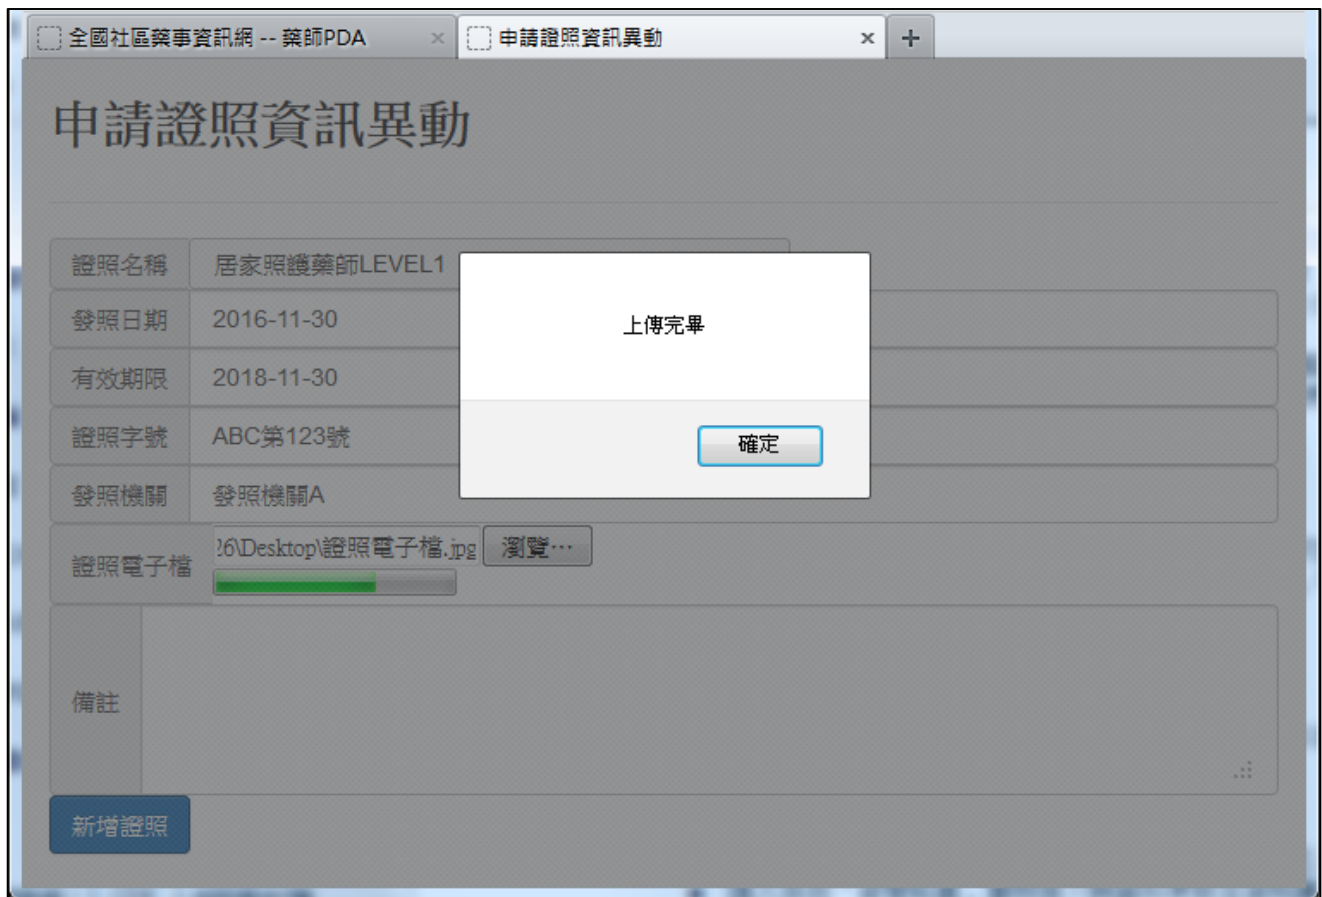 全國社區藥事資訊網 -- 藥師PDA
申請證照資訊異動
申請證照資訊異動
證照名稱 居家照護藥師LEVEL1
發照日期 2016-11-30
有效期限 2018-11-30
證照字號 ABC第123號
發照機關 發照機關A
上傳完畢
確定
證照電子檔 26\Desktop\證照電子檔.jpg 瀏覽…
備註
新增證照